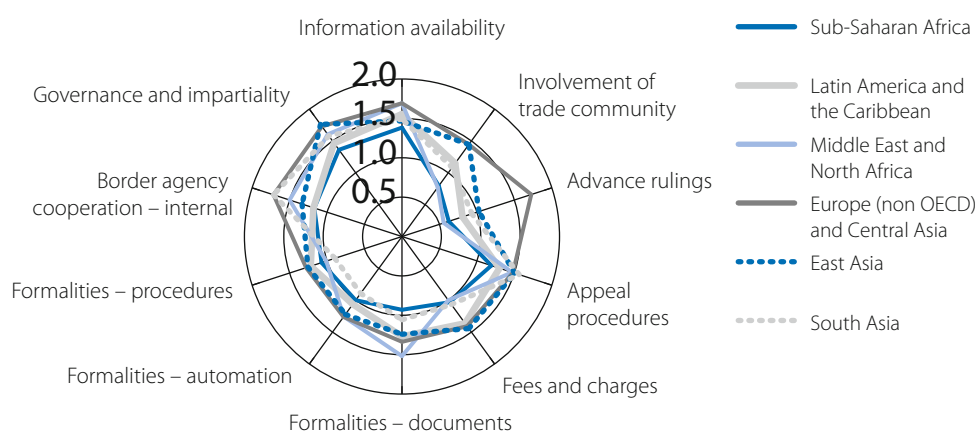 Information availability
Involvement of
trade community
Advance rulings
Appeal
procedures
Fees and charges
Formalities – documents
Formalities – automation
Formalities – procedures
Border agency
cooperation – internal
Governance and impartiality
2.0
1.5
1.0
0.5
Sub-Saharan Africa
Latin America and
the Caribbean
Middle East and
North Africa
Europe (non OECD)
and Central Asia
East Asia
South Asia